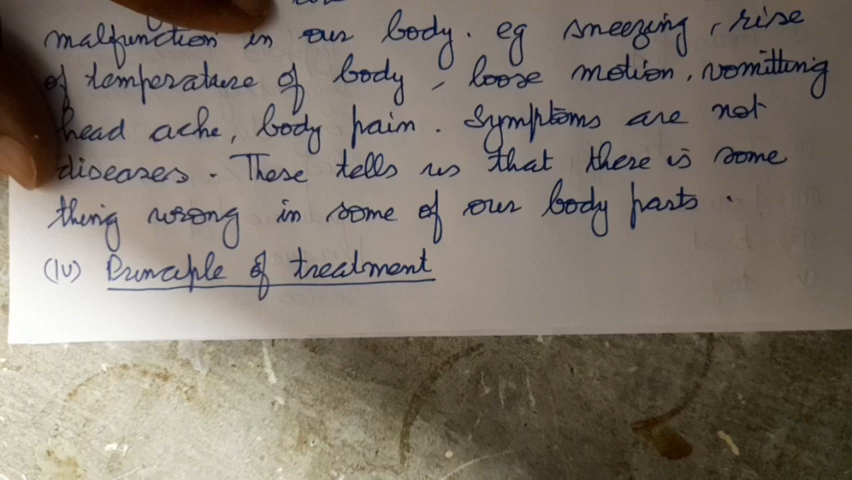 malfunction in our body. eg sneezing, rise
of temperature of body, loose motion, vomitting
head ache, body pain. Symptoms are not
diseases. These tells us that there is some
thing wrong in some of our body parts.
(IV) Principle of treatment